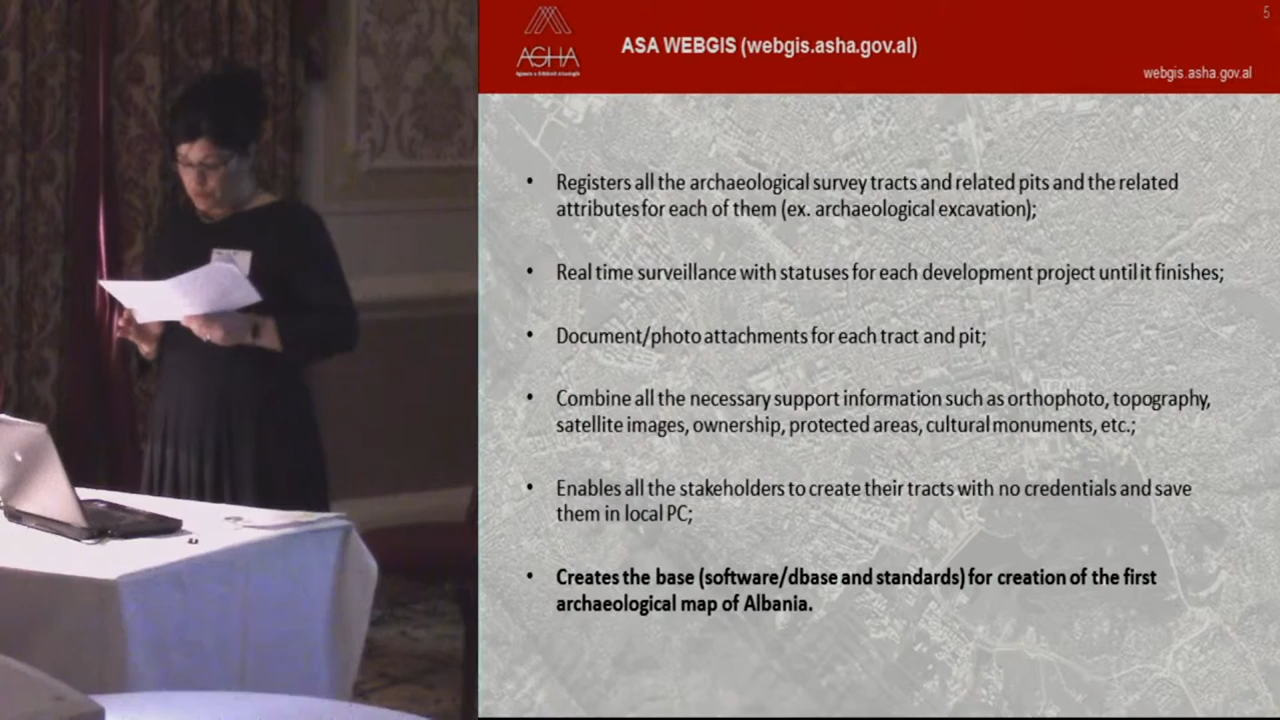 5
ASHA
ASA WEBGIS (webgis.asha.gov.al)
webgis.asha.gov.al
• Registers all the archaeological survey tracts and related pits and the related
attributes for each of them (ex. archaeological excavation);
• Real time surveillance with statuses for each development project until it finishes;
• Document/photo attachments for each tract and pit;
• Combine all the necessary support information such as orthophoto, topography,
satellite images, ownership, protected areas, cultural monuments, etc.;
• Enables all the stakeholders to create their tracts with no credentials and save
them in local PC;
• Creates the base (software/dbase and standards) for creation of the first
archaeological map of Albania.